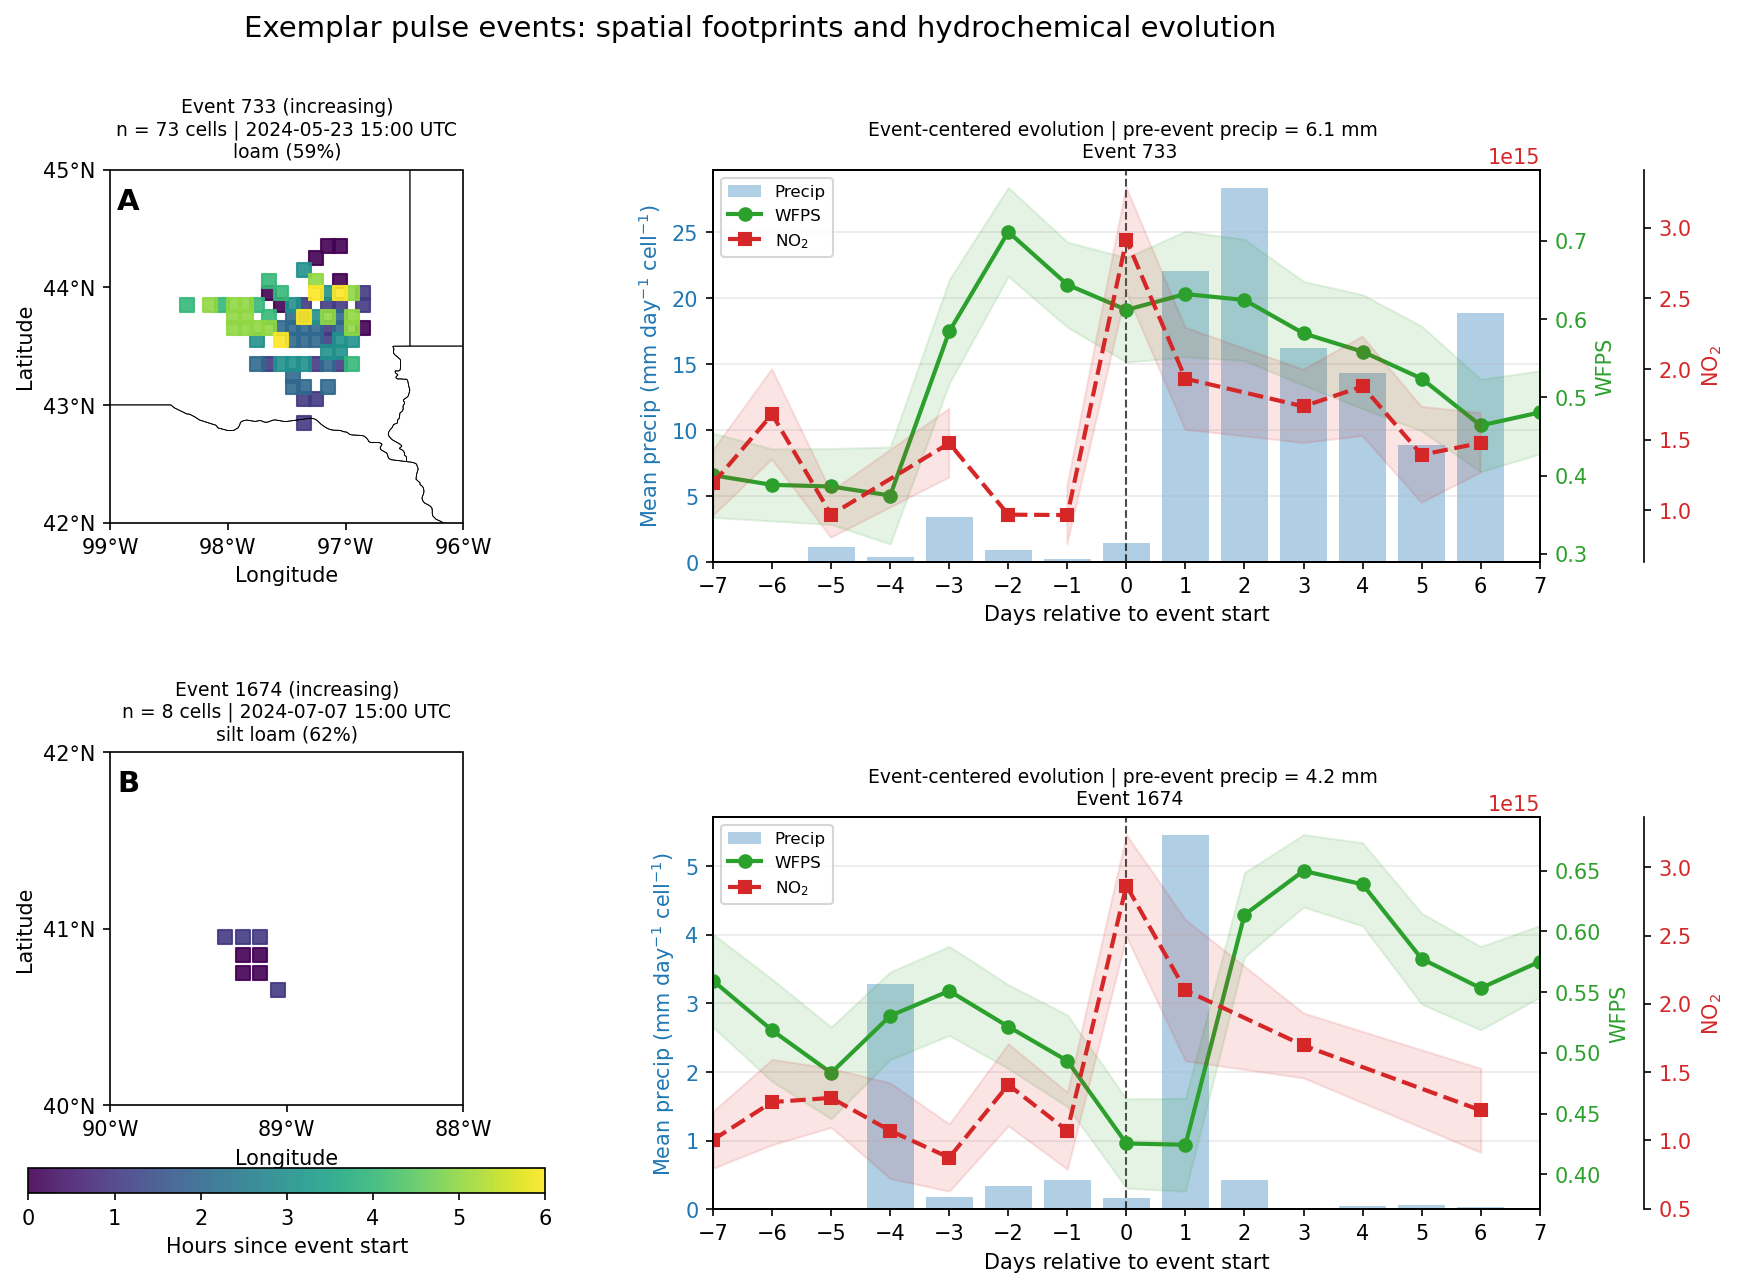 Exemplar pulse events: spatial footprints and hydrochemical evolution
Event 733 (increasing)
n = 73 cells | 2024-05-23 15:00 UTC
loam (59%)
A
45°N
44°N
43°N
42°N
Latitude
99°W 98°W 97°W 96°W
Longitude
Event-centered evolution | pre-event precip = 6.1 mm
Event 733
1e15
Precip
WFPS
NO₂
Mean precip (mm day⁻¹ cell⁻¹)
25
20
15
10
5
0
0.7
0.6
0.5
0.4
0.3
WFPS
3.0
2.5
2.0
1.5
1.0
NO₂
−7 −6 −5 −4 −3 −2 −1 0 1 2 3 4 5 6 7
Days relative to event start
Event 1674 (increasing)
n = 8 cells | 2024-07-07 15:00 UTC
silt loam (62%)
B
42°N
41°N
40°N
Latitude
90°W 89°W 88°W
Longitude
0 1 2 3 4 5 6
Hours since event start
Event-centered evolution | pre-event precip = 4.2 mm
Event 1674
1e15
Precip
WFPS
NO₂
Mean precip (mm day⁻¹ cell⁻¹)
5
4
3
2
1
0
0.65
0.60
0.55
0.50
0.45
0.40
WFPS
3.0
2.5
2.0
1.5
1.0
0.5
NO₂
−7 −6 −5 −4 −3 −2 −1 0 1 2 3 4 5 6 7
Days relative to event start